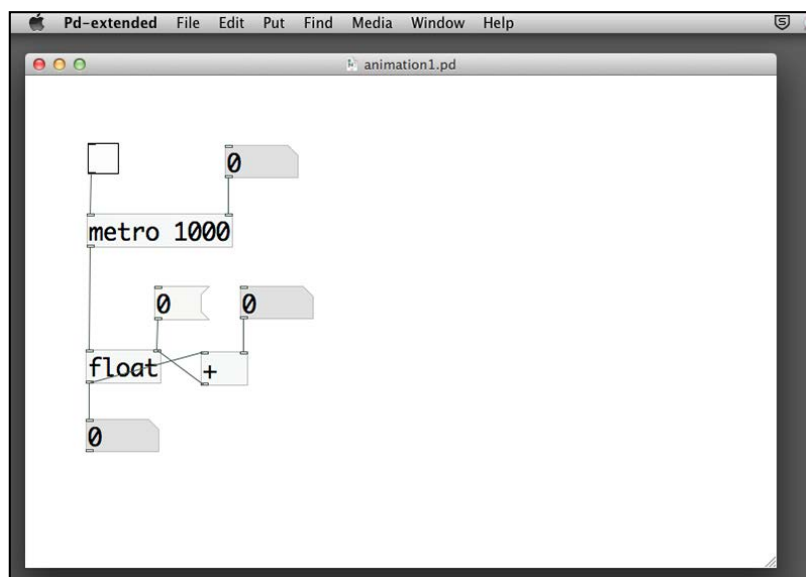 Pd-extended File Edit Put Find Media Window Help
animation1.pd
0
metro 1000
0 0
float +
0